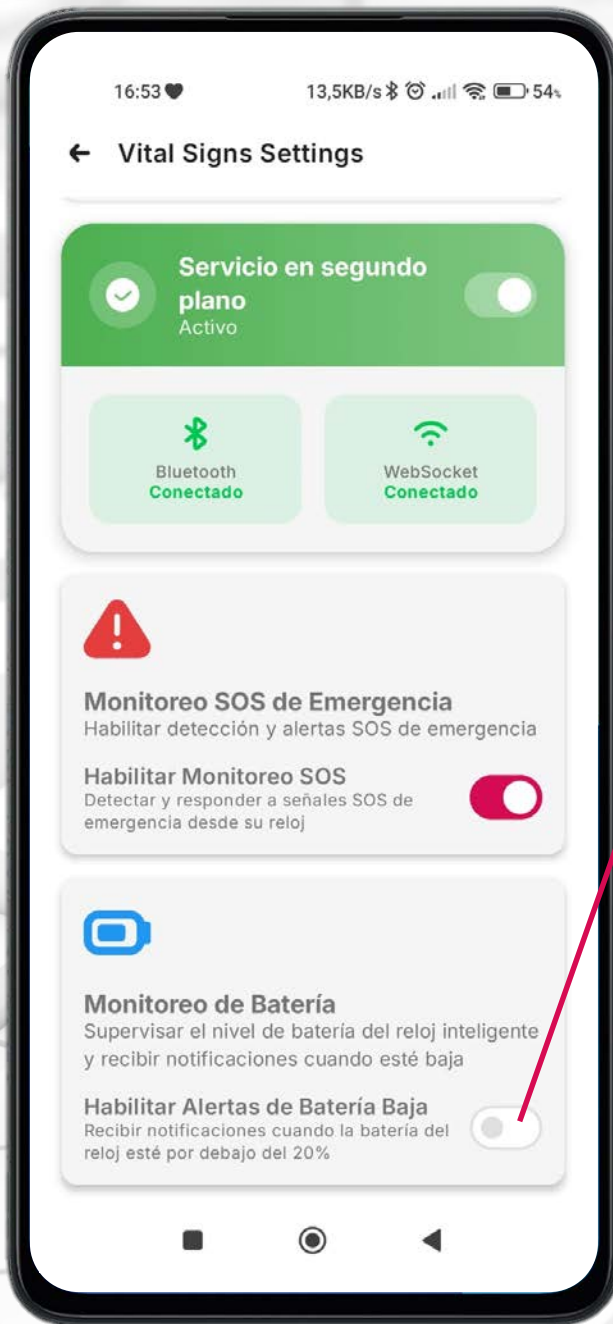 16:53
13,5KB/s 54%
Vital Signs Settings
Servicio en segundo
plano
Activo
Bluetooth
Conectado
WebSocket
Conectado
Monitoreo SOS de Emergencia
Habilitar detección y alertas SOS de emergencia
Habilitar Monitoreo SOS
Detectar y responder a señales SOS de
emergencia desde su reloj
Monitoreo de Batería
Supervisar el nivel de batería del reloj inteligente
y recibir notificaciones cuando esté baja
Habilitar Alertas de Batería Baja
Recibir notificaciones cuando la batería del
reloj esté por debajo del 20%